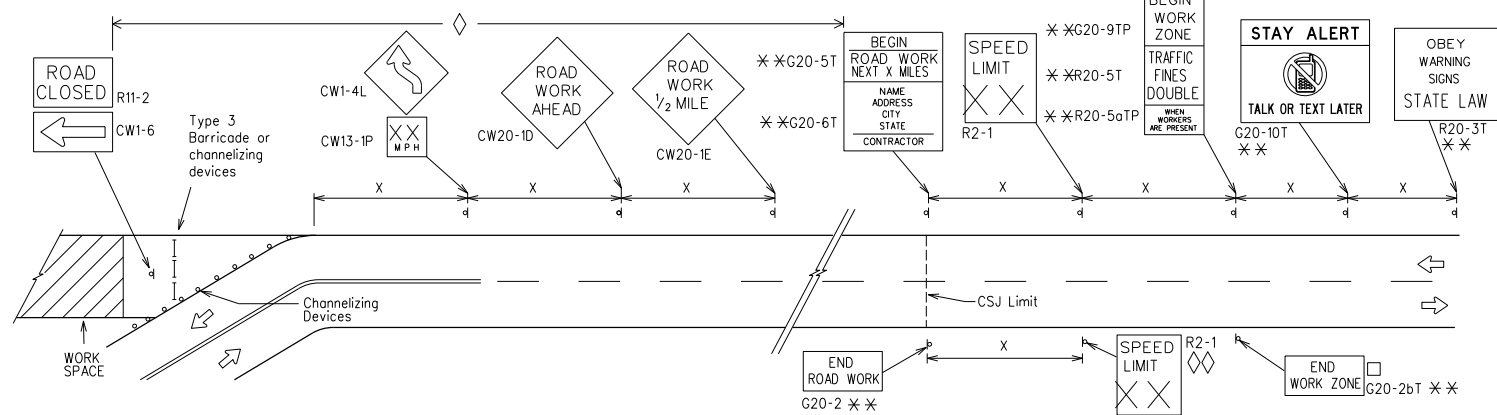 ROAD
CLOSED
R11-2
CW1-6
Type 3
Barricade or
channelizing
devices
CW1-4L
CW13-1P
XX
MPH
ROAD
WORK
AHEAD
CW20-1D
ROAD
WORK
1/2 MILE
CW20-1E
**G20-5T
**G20-6T
BEGIN
ROAD WORK
NEXT X MILES
NAME
ADDRESS
CITY
STATE
CONTRACTOR
SPEED
LIMIT
XX
R2-1
**G20-9TP
**R20-5T
**R20-5aTP
BEGIN
WORK
ZONE
TRAFFIC
FINES
DOUBLE
WHEN
WORKERS
ARE PRESENT
STAY ALERT
TALK OR TEXT LATER
G20-10T
**
OBEY
WARNING
SIGNS
STATE LAW
R20-3T
**
X
X
X
X
X
X
X
Channelizing
Devices
CSJ Limit
WORK
SPACE
END
ROAD WORK
G20-2 **
X
SPEED
LIMIT
XX
R2-1
END
WORK ZONE
G20-2bT **